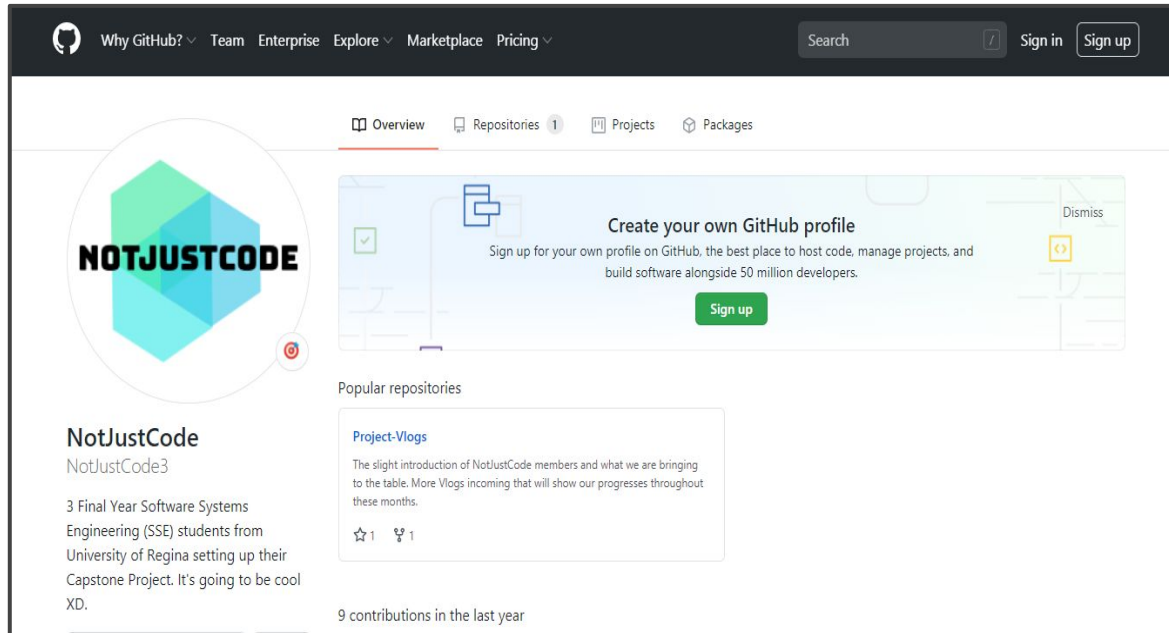 Why GitHub? Team Enterprise Explore Marketplace Pricing Search / Sign in Sign up
Overview Repositories 1 Projects Packages
NOTJUSTCODE
Create your own GitHub profile
Dismiss
Sign up for your own profile on GitHub, the best place to host code, manage projects, and
build software alongside 50 million developers.
Sign up
Popular repositories
Project-Vlogs
The slight introduction of NotJustCode members and what we are bringing
to the table. More Vlogs incoming that will show our progresses throughout
these months.
1 1
NotJustCode
NotJustCode3
3 Final Year Software Systems
Engineering (SSE) students from
University of Regina setting up their
Capstone Project. It's going to be cool
XD.
9 contributions in the last year